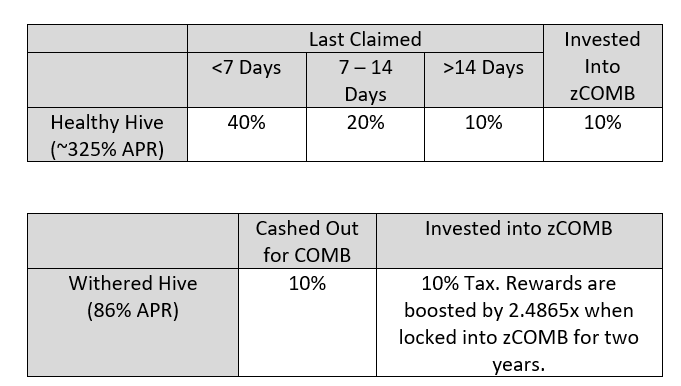 Last Claimed
Invested
Into
zCOMB
<7 Days
7 – 14
Days
>14 Days
Healthy Hive
(~325% APR)
40%
20%
10%
10%
Cashed Out
for COMB
Invested into zCOMB
Withered Hive
(86% APR)
10%
10% Tax. Rewards are
boosted by 2.4865x when
locked into zCOMB for two
years.